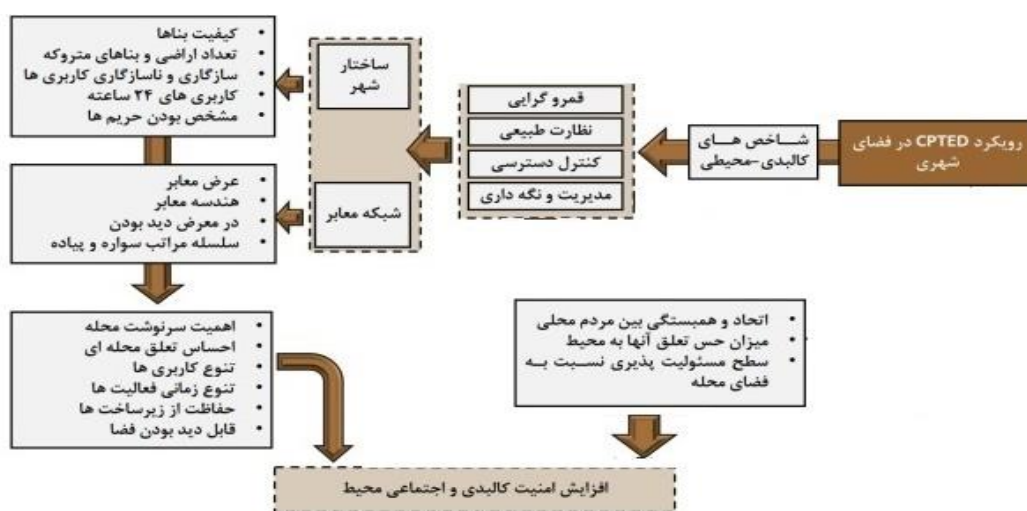 رویکرد CPTED در فضای
شهری
شـــاخص هـــای
کالبدی-محیطی
قمرو گرایی
نظارت طبیعی
کنترل دسترسی
مدیریت و نگه داری
ساختار
شهر
شبکه معابر
• کیفیت بناها
• تعداد اراضی و بناهای متروکه
• سازگاری و ناسازگاری کاربری ها
• کاربری های ۲۴ ساعته
• مشخص بودن حریم ها
• عرض معابر
• هندسه معابر
• در معرض دید بودن
• سلسله مراتب سواره و پیاده
• اهمیت سرنوشت محله
• احساس تعلق محله ای
• تنوع کاربری ها
• تنوع زمانی فعالیت ها
• حفاظت از زیرساخت ها
• قابل دید بودن فضا
• اتحاد و همبستگی بین مردم محلی
• میزان حس تعلق آنها به محیط
• سطح مسئولیت پذیری نسـبت بـه
فضای محله
افزایش امنیت کالبدی و اجتماعی محیط